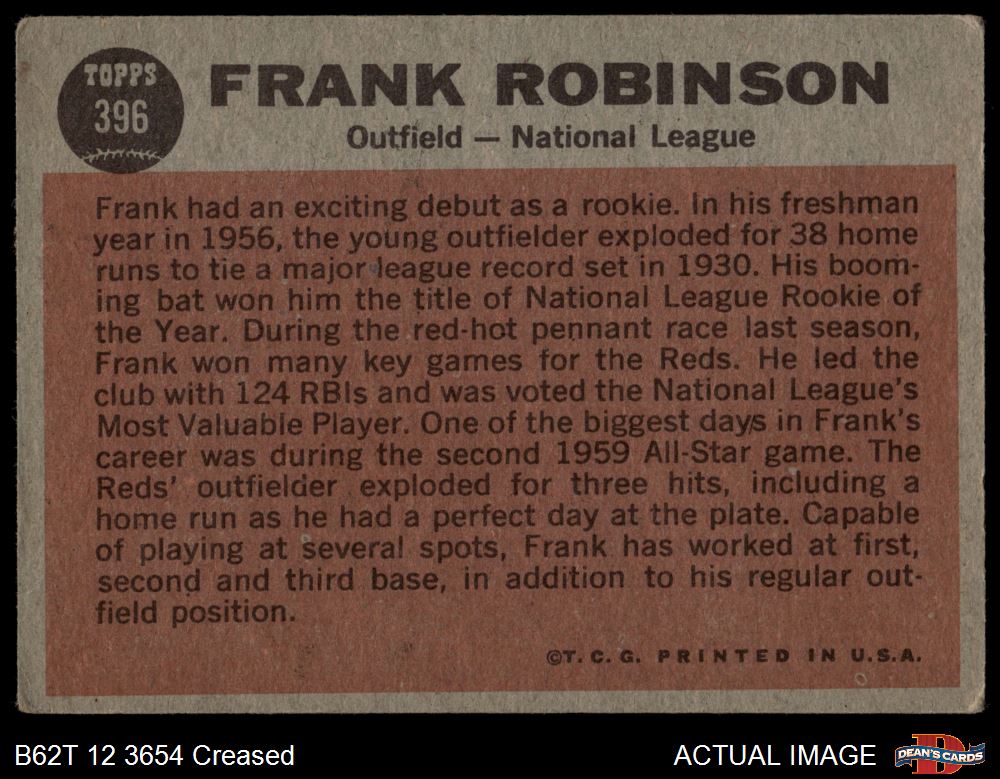 TOPPS
396
FRANK ROBINSON
Outfield — National League
Frank had an exciting debut as a rookie. In his freshman
year in 1956, the young outfielder exploded for 38 home
runs to tie a major league record set in 1930. His boom-
ing bat won him the title of National League Rookie of
the Year. During the red-hot pennant race last season,
Frank won many key games for the Reds. He led the
club with 124 RBIs and was voted the National League's
Most Valuable Player. One of the biggest days in Frank's
career was during the second 1959 All-Star game. The
Reds' outfielder exploded for three hits, including a
home run as he had a perfect day at the plate. Capable
of playing at several spots, Frank has worked at first,
second and third base, in addition to his regular out-
field position.
©T. C. G. PRINTED IN U.S.A.
B62T 12 3654 Creased
ACTUAL IMAGE
D
DEAN'S CARDS